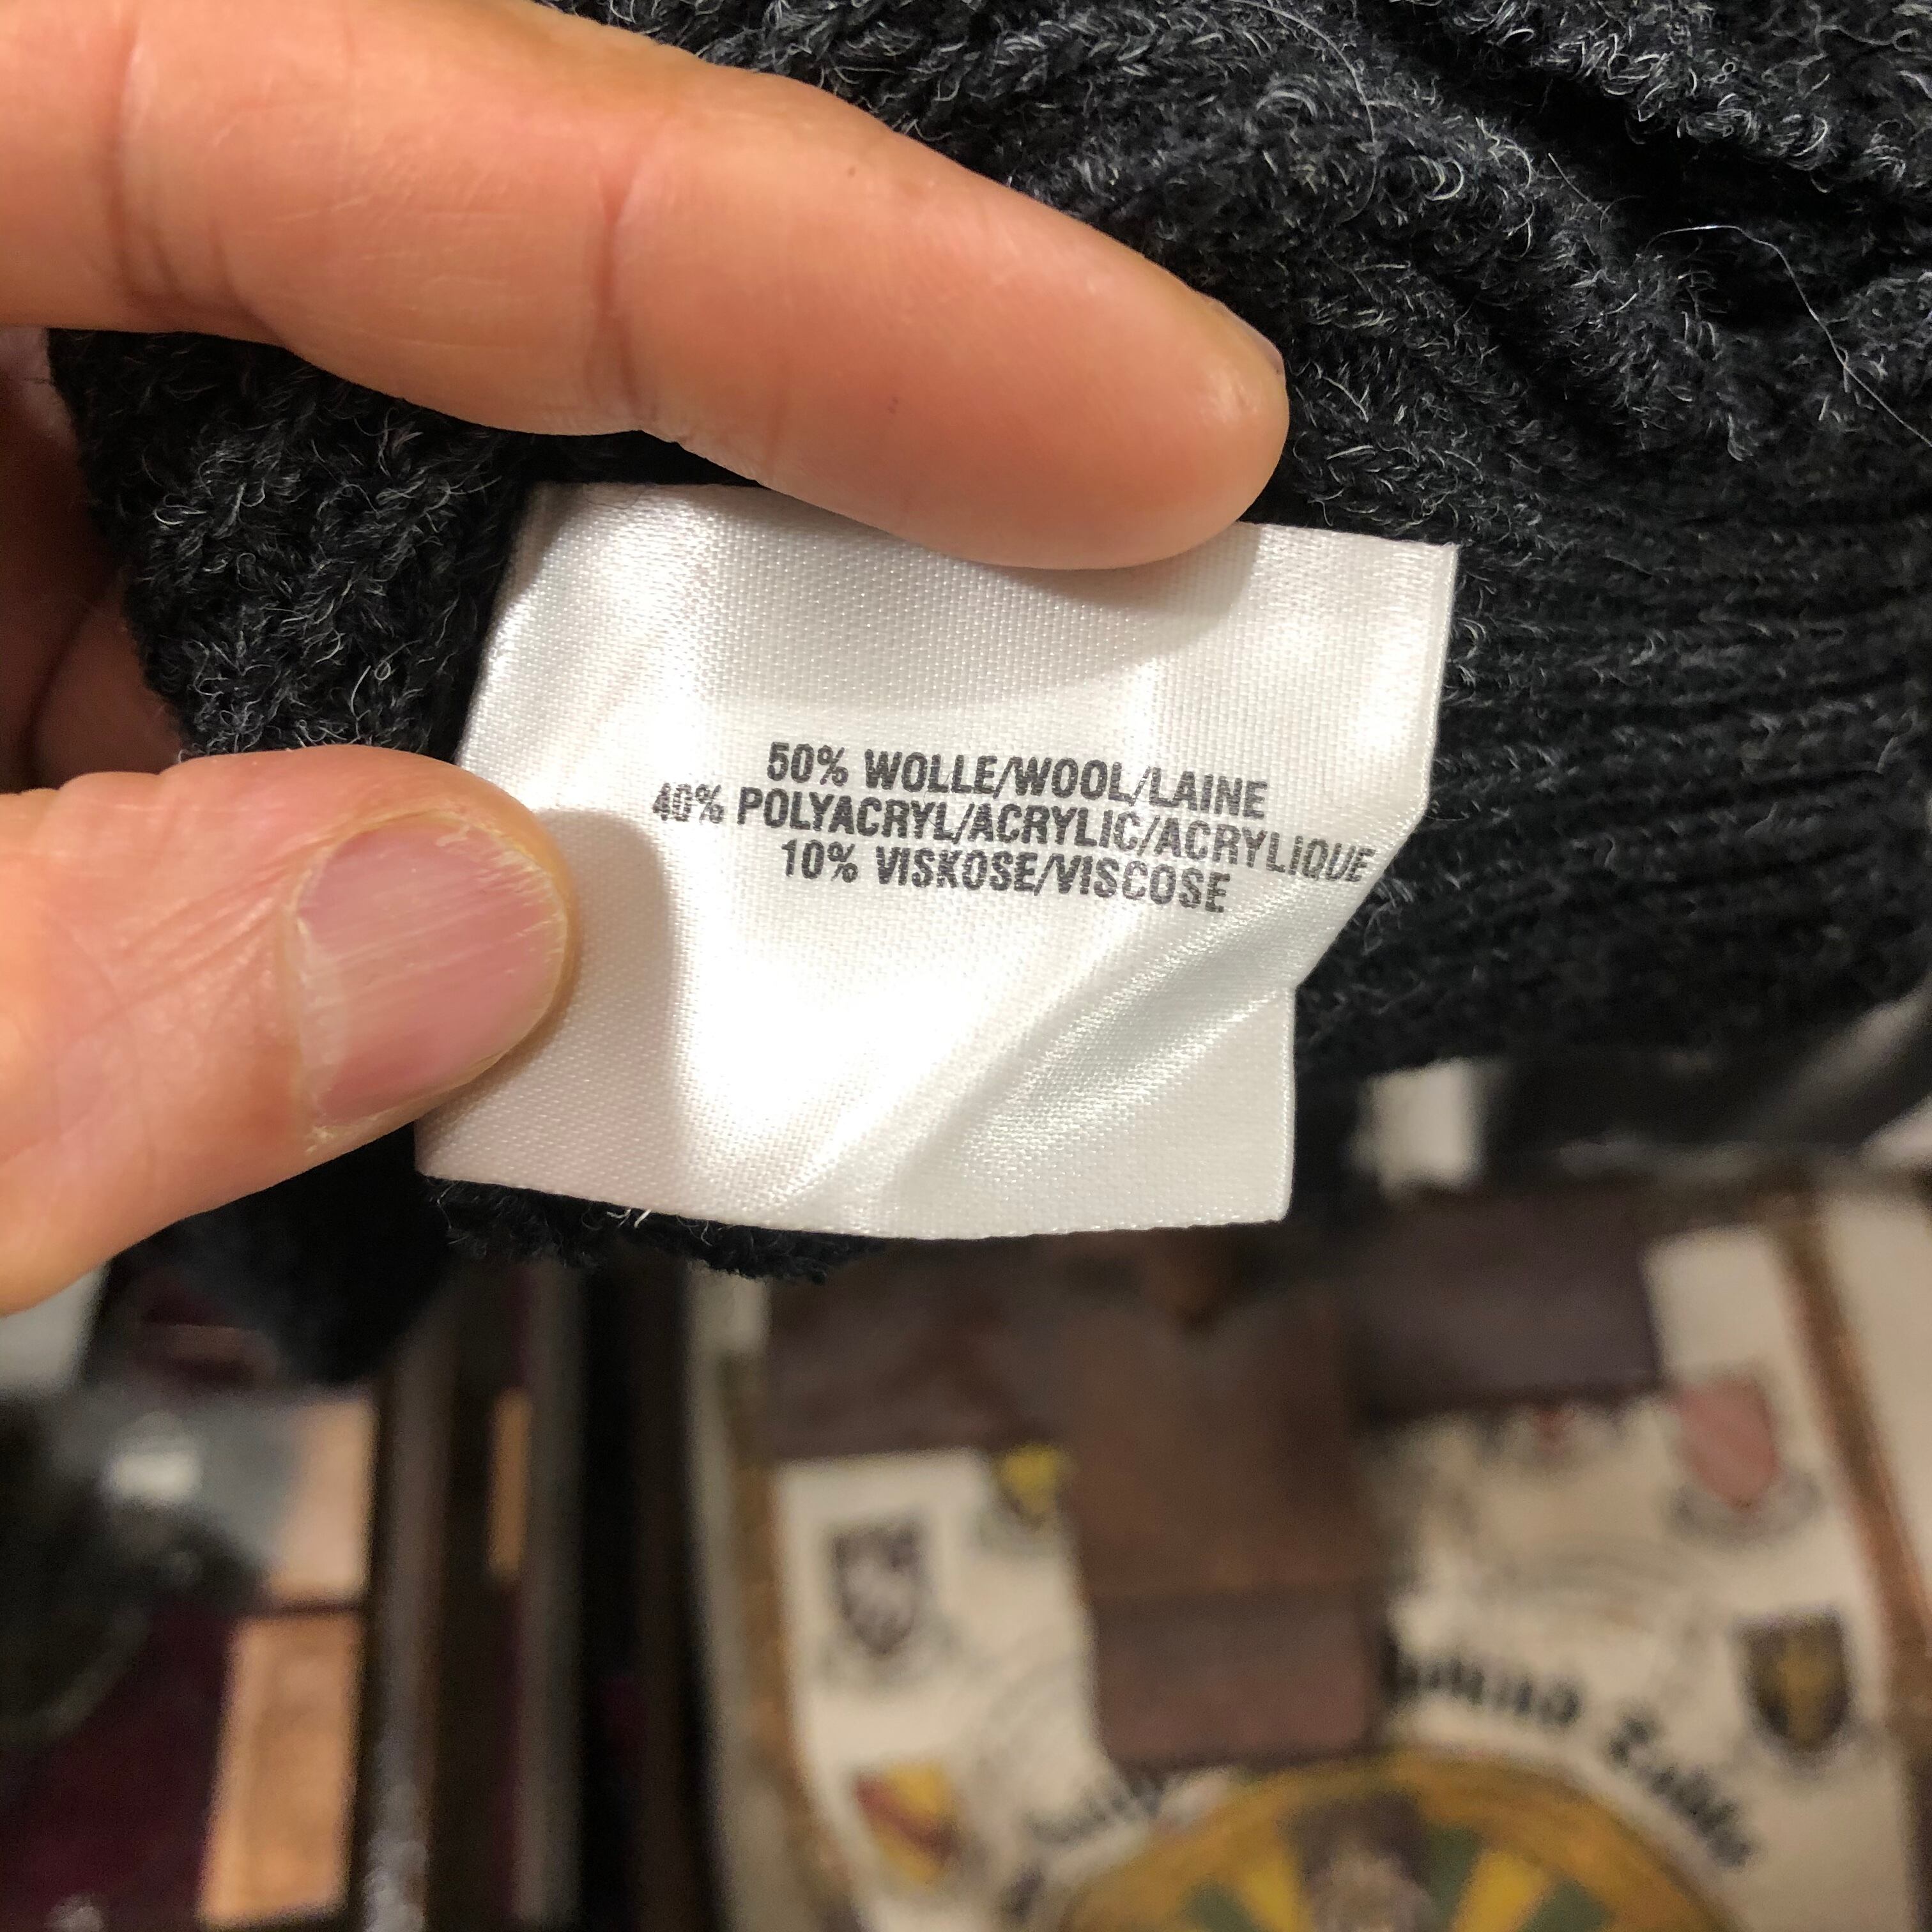 50% WOLLE/WOOL/LAINE
40% POLYACRYL/ACRYLIC/ACRYLIQUE
10% VISKOSE/VISCOSE